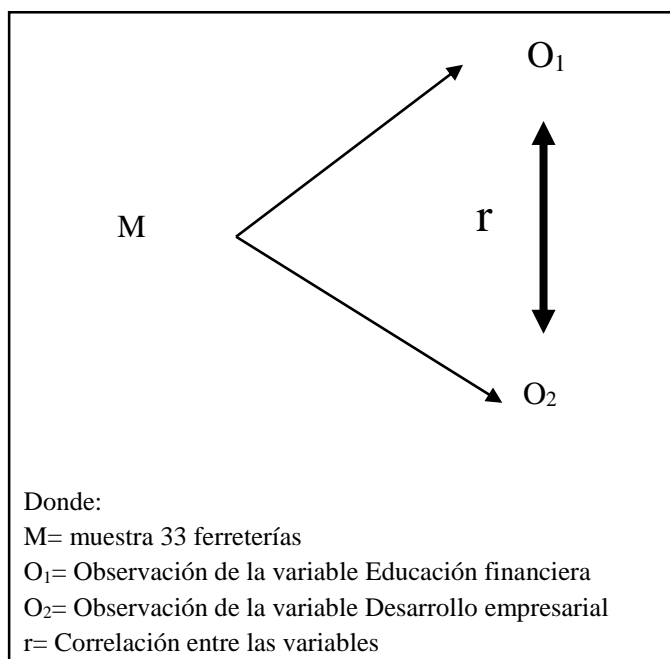 O₁
M
r
O₂
Donde:
M= muestra 33 ferreterías
O₁= Observación de la variable Educación financiera
O₂= Observación de la variable Desarrollo empresarial
r= Correlación entre las variables